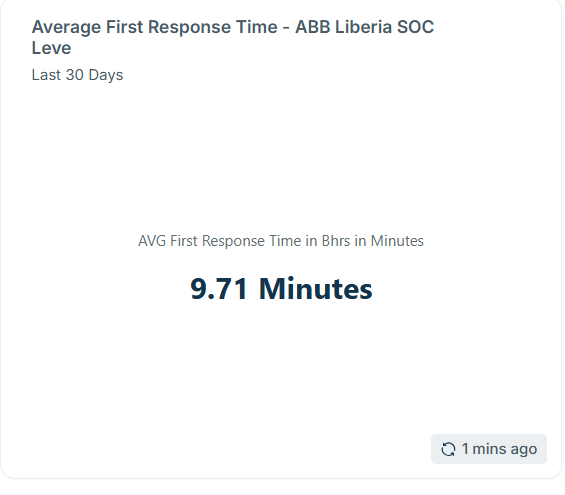 Average First Response Time - ABB Liberia SOC
Leve
Last 30 Days
AVG First Response Time in Bhrs in Minutes
9.71 Minutes
1 mins ago